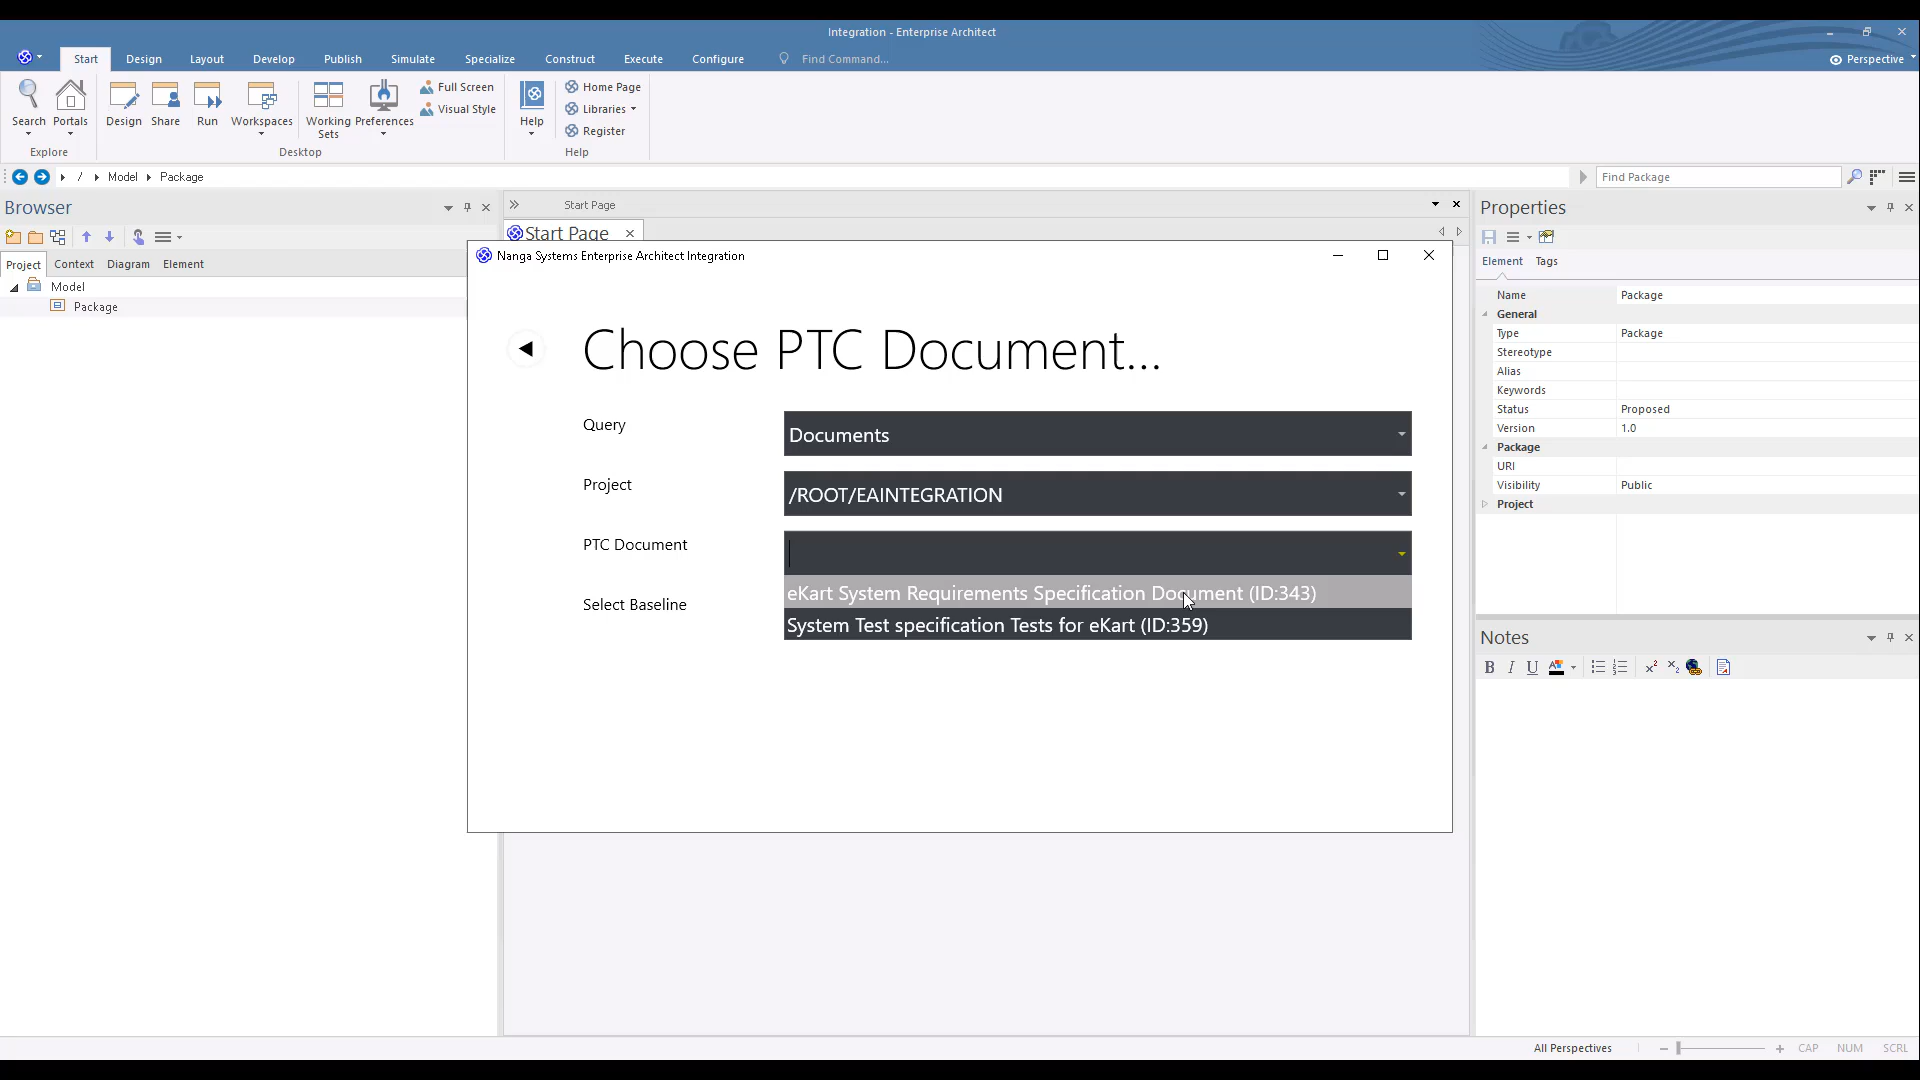 Integration - Enterprise Architect
Start Design Layout Develop Publish Simulate Specialize Construct Execute Configure Find Command... Perspective
Search Portals Design Share Run Workspaces Working Sets Preferences Full Screen Visual Style Help Home Page Libraries Register
Explore Desktop Help
/ Model Package Find Package
Browser
Project Context Diagram Element
Model
Package
Start Page
Start Page
Nanga Systems Enterprise Architect Integration
Choose PTC Document...
Query Documents
Project /ROOT/EAINTEGRATION
PTC Document
Select Baseline
eKart System Requirements Specification Document (ID:343)
System Test specification Tests for eKart (ID:359)
Properties
Element Tags
Name Package
General
Type Package
Stereotype
Alias
Keywords
Status Proposed
Version 1.0
Package
URI
Visibility Public
Project
Notes
B I U A
All Perspectives CAP NUM SCRL